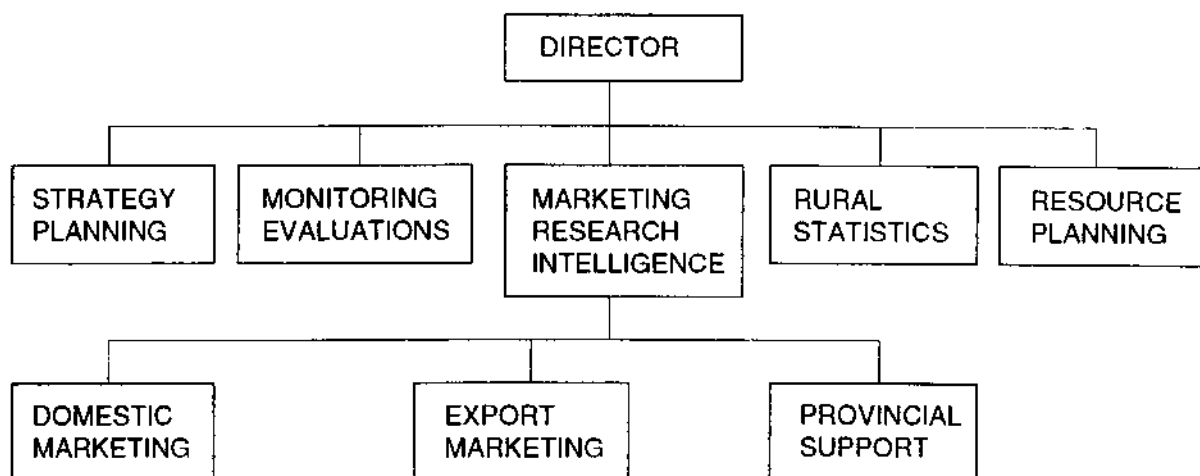 DIRECTOR
STRATEGY
PLANNING
MONITORING
EVALUATIONS
MARKETING
RESEARCH
INTELLIGENCE
RURAL
STATISTICS
RESOURCE
PLANNING
DOMESTIC
MARKETING
EXPORT
MARKETING
PROVINCIAL
SUPPORT